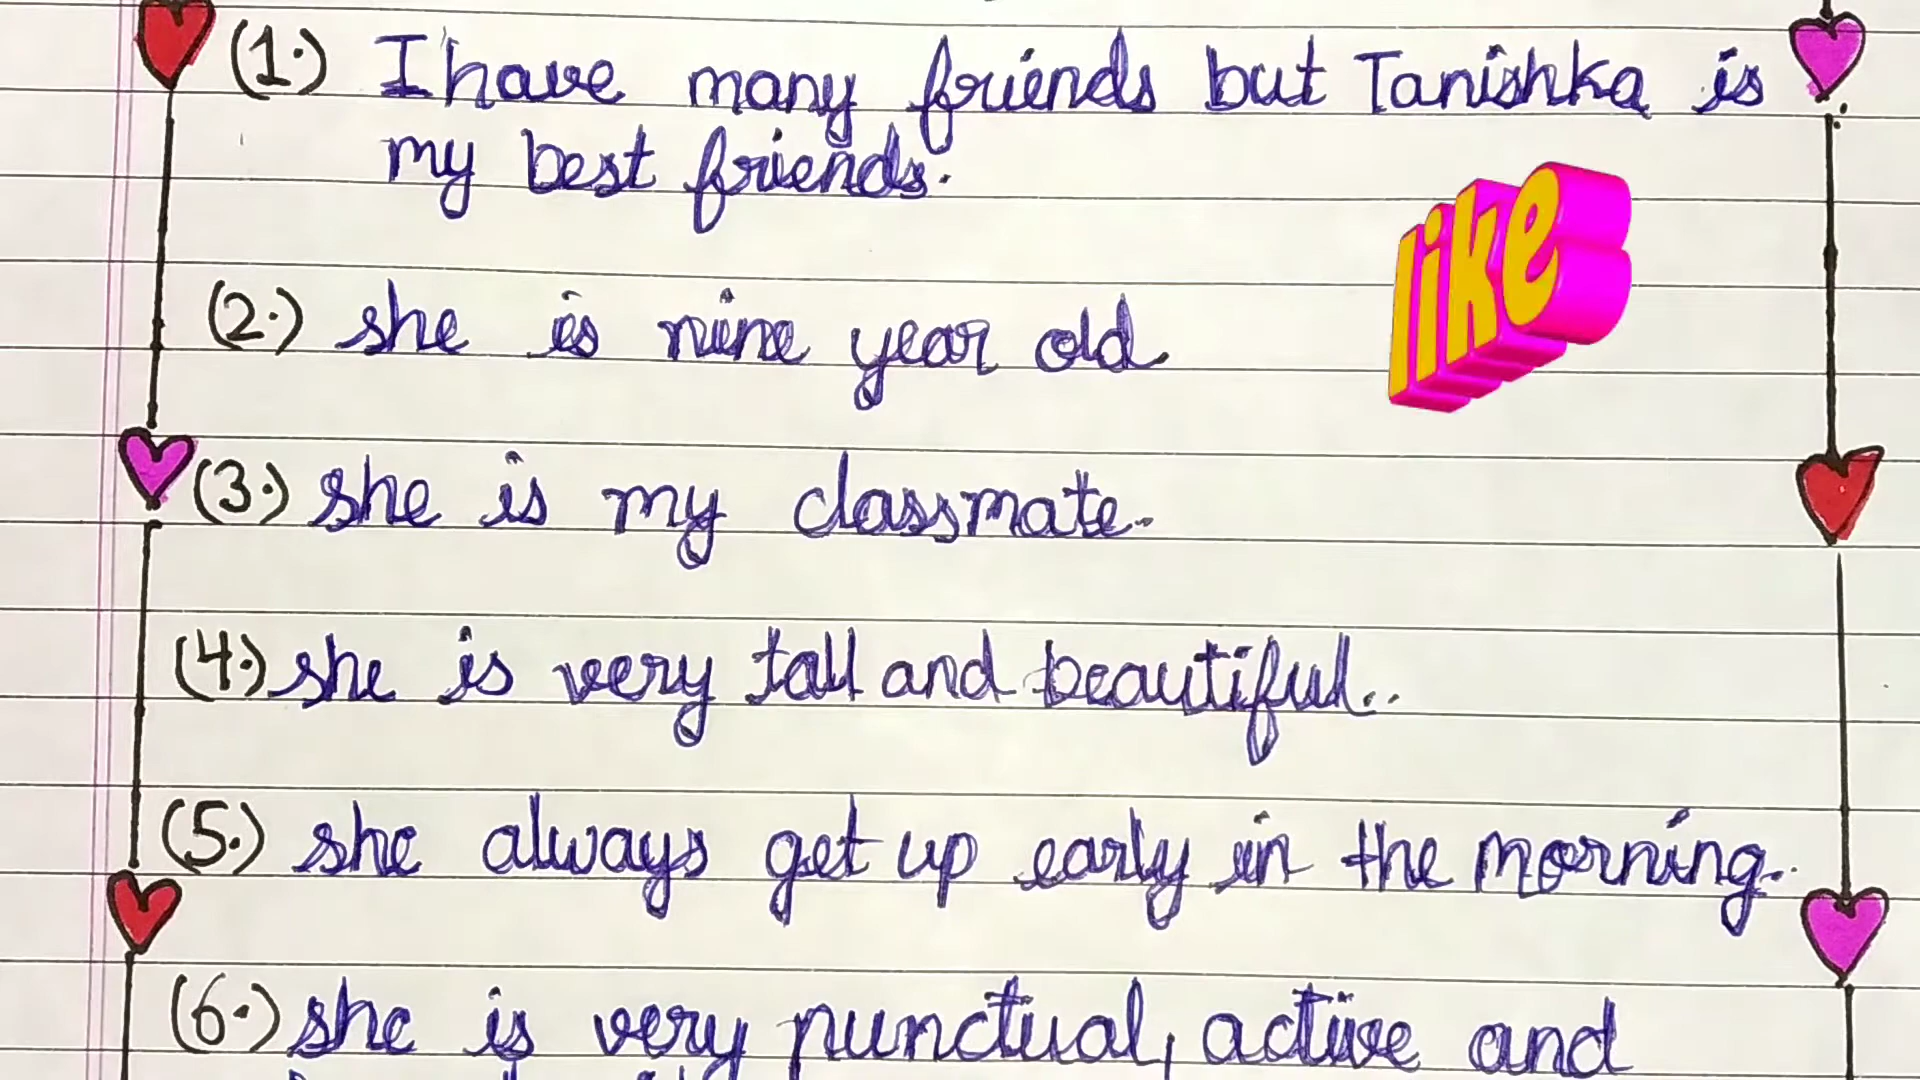 (1.) I have many friends but Tanishka is
my best friends.
like
(2.) she is nine year old.
(3.) she is my classmate.
(4.) she is very tall and beautiful..
(5.) she always get up early in the morning..
(6.) she is very punctual, active and